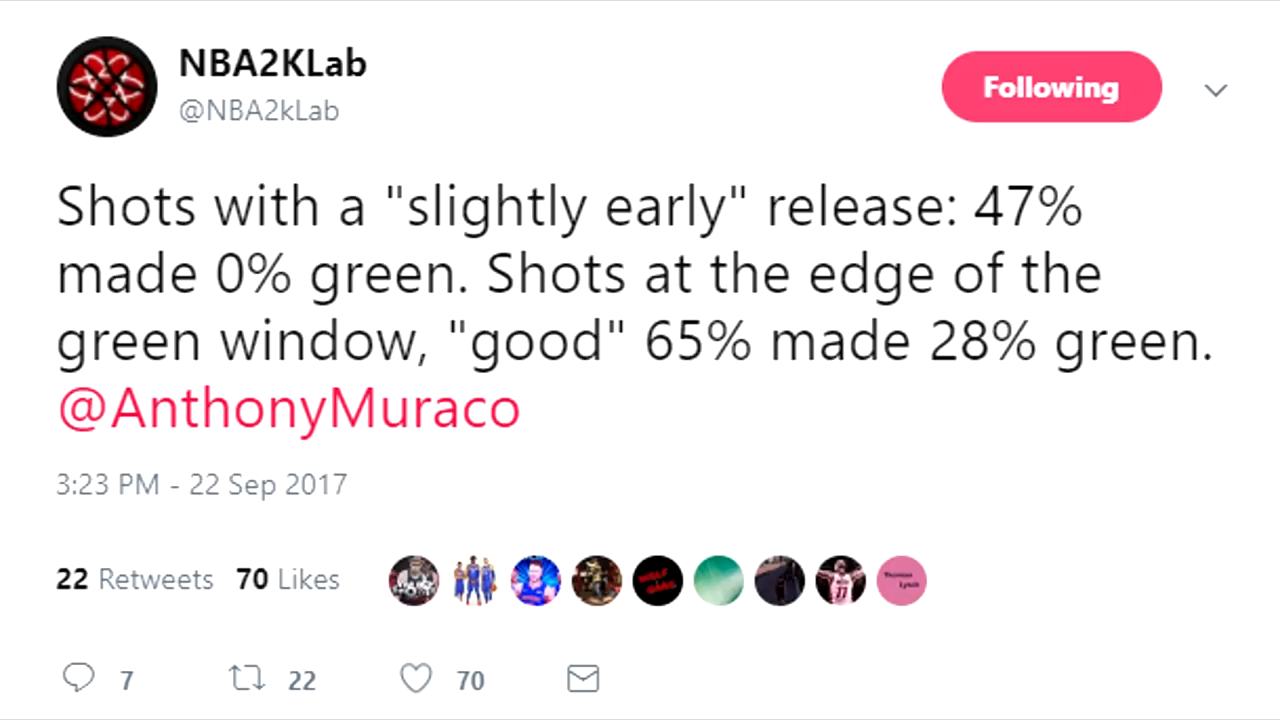 NBA2KLab
@NBA2kLab
Following
Shots with a "slightly early" release: 47%
made 0% green. Shots at the edge of the
green window, "good" 65% made 28% green.
@AnthonyMuraco
3:23 PM - 22 Sep 2017
22 Retweets 70 Likes
7 22 70